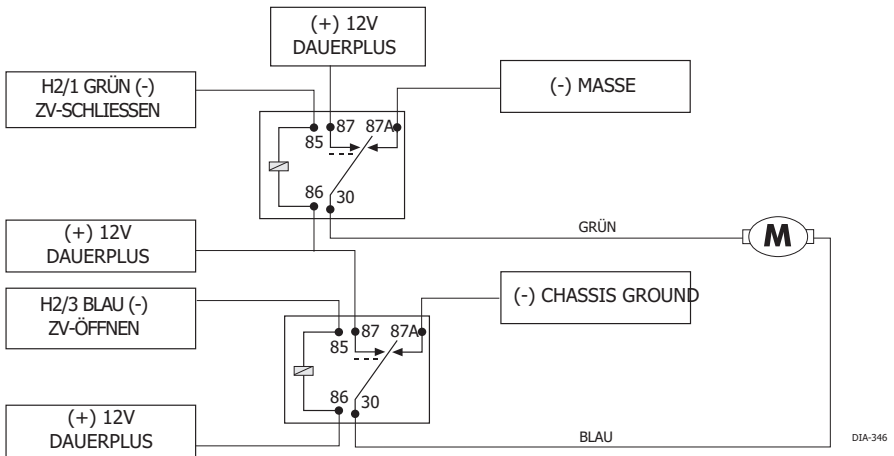 (+) 12V
DAUERPLUS
H2/1 GRÜN (-)
ZV-SCHLIESSEN
(-) MASSE
87 87A
85
86
30
(+) 12V
DAUERPLUS
GRÜN
M
H2/3 BLAU (-)
ZV-ÖFFNEN
(-) CHASSIS GROUND
87 87A
85
86
30
(+) 12V
DAUERPLUS
BLAU
DIA-346